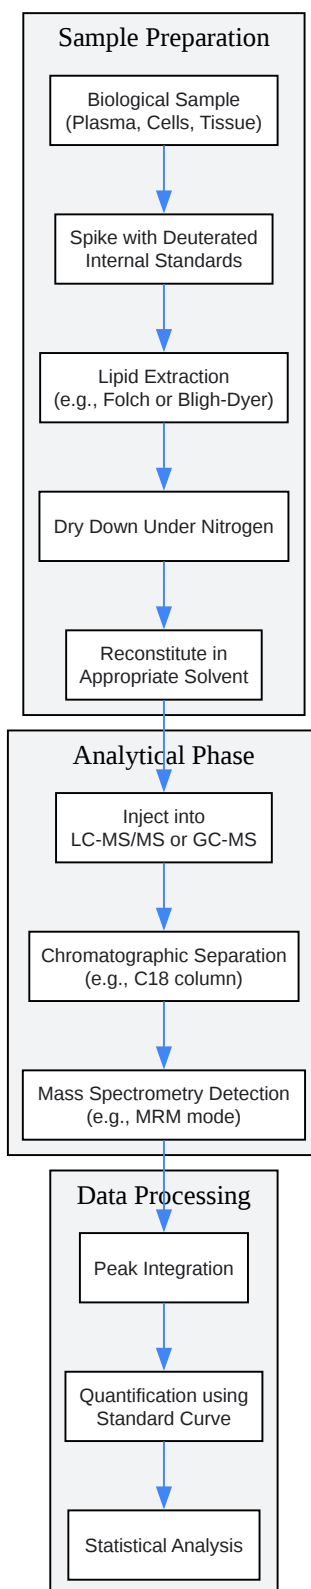 Sample Preparation
Biological Sample
(Plasma, Cells, Tissue)
Spike with Deuterated
Internal Standards
Lipid Extraction
(e.g., Folch or Bligh-Dyer)
Dry Down Under Nitrogen
Reconstitute in
Appropriate Solvent
Analytical Phase
Inject into
LC-MS/MS or GC-MS
Chromatographic Separation
(e.g., C18 column)
Mass Spectrometry Detection
(e.g., MRM mode)
Data Processing
Peak Integration
Quantification using
Standard Curve
Statistical Analysis